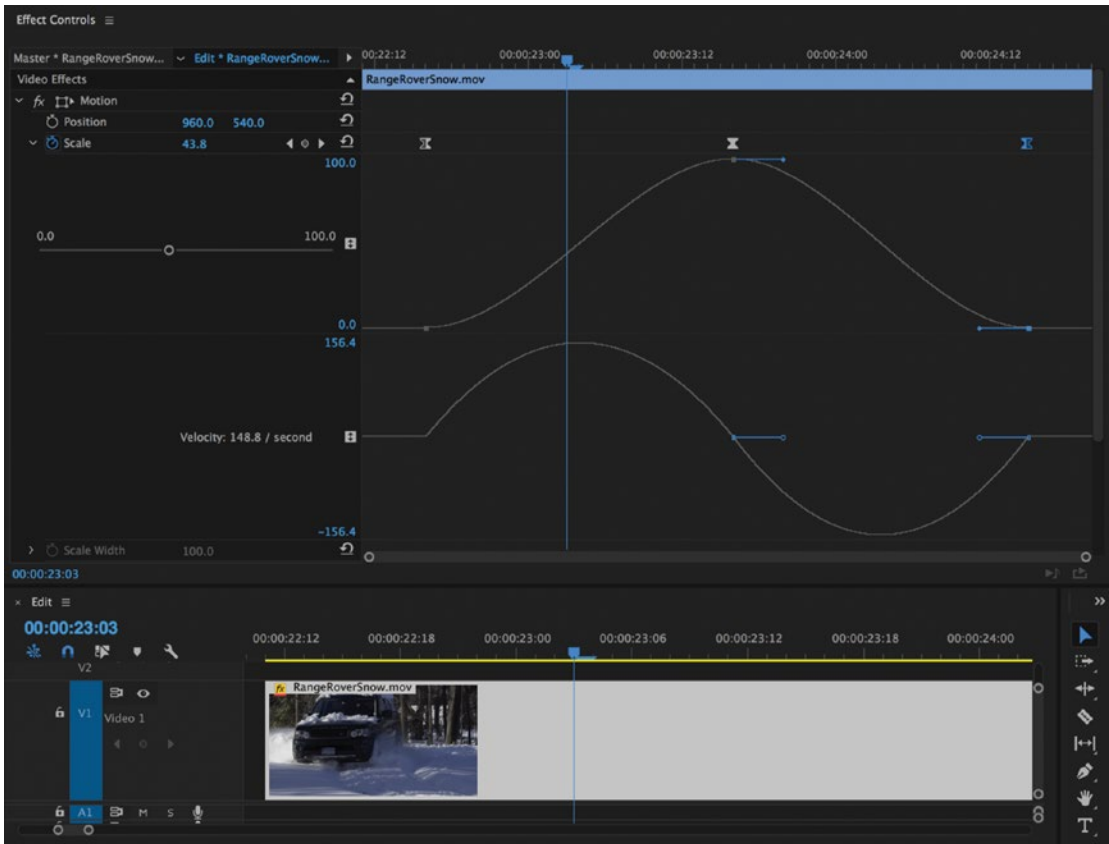 Effect Controls
Master * RangeRoverSnow... Edit * RangeRoverSnow... 00;22:12 00:00:23:00 00:00:23:12 00:00:24:00 00:00:24:12
Video Effects RangeRoverSnow.mov
fx Motion
Position 960.0 540.0
Scale 43.8
100.0
0.0 100.0
0.0
156.4
Velocity: 148.8 / second
-156.4
Scale Width 100.0
00:00:23:03
× Edit
00:00:23:03
00:00:22:12 00:00:22:18 00:00:23:00 00:00:23:06 00:00:23:12 00:00:23:18 00:00:24:00
V2
fx RangeRoverSnow.mov
V1 Video 1
A1 M S
T